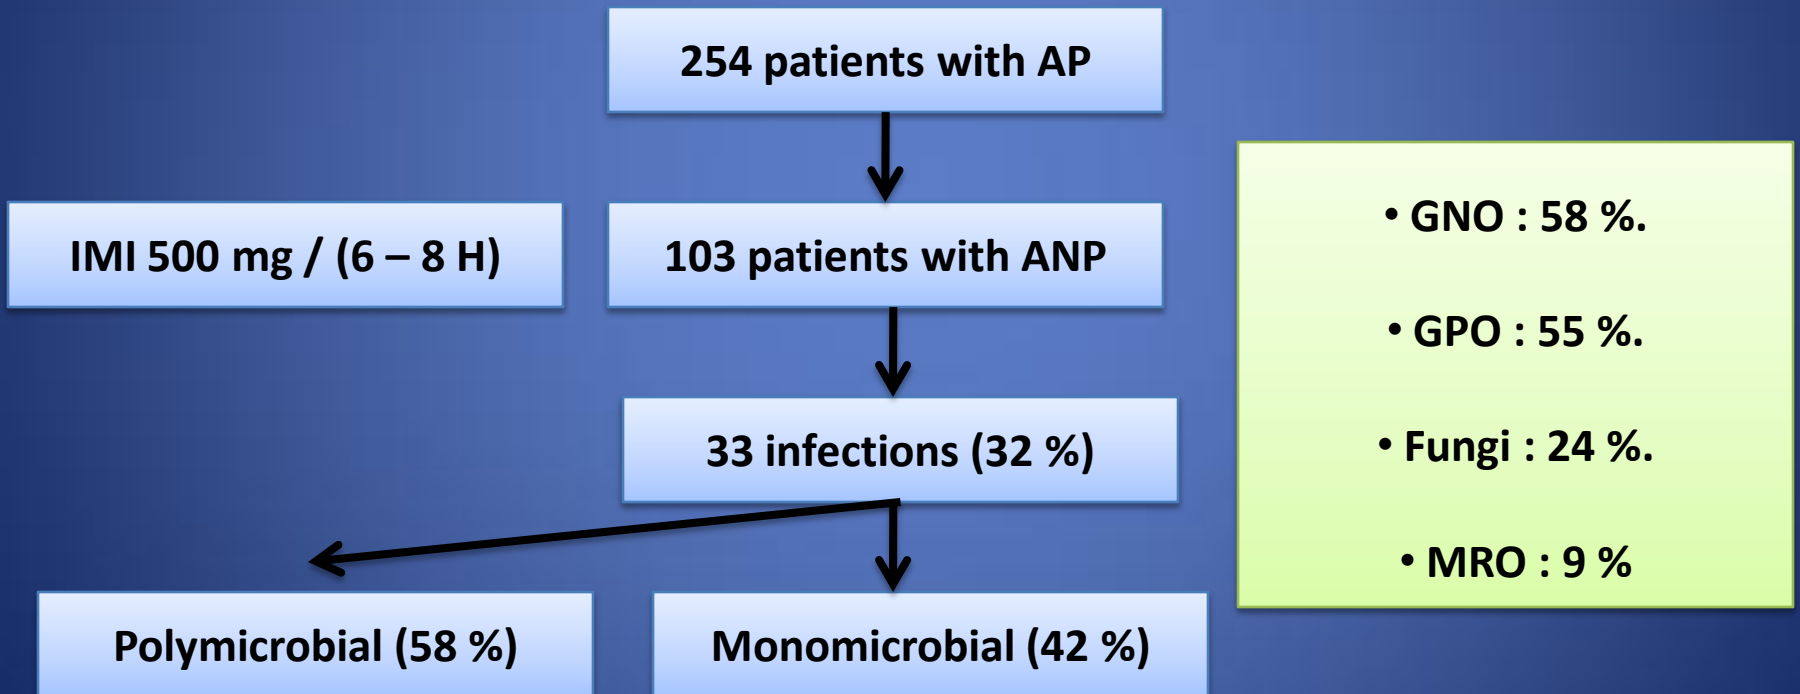 254 patients with AP
IMI 500 mg / (6 – 8 H)
103 patients with ANP
33 infections (32 %)
Polymicrobial (58 %)
Monomicrobial (42 %)
• GNO : 58 %.
• GPO : 55 %.
• Fungi : 24 %.
• MRO : 9 %